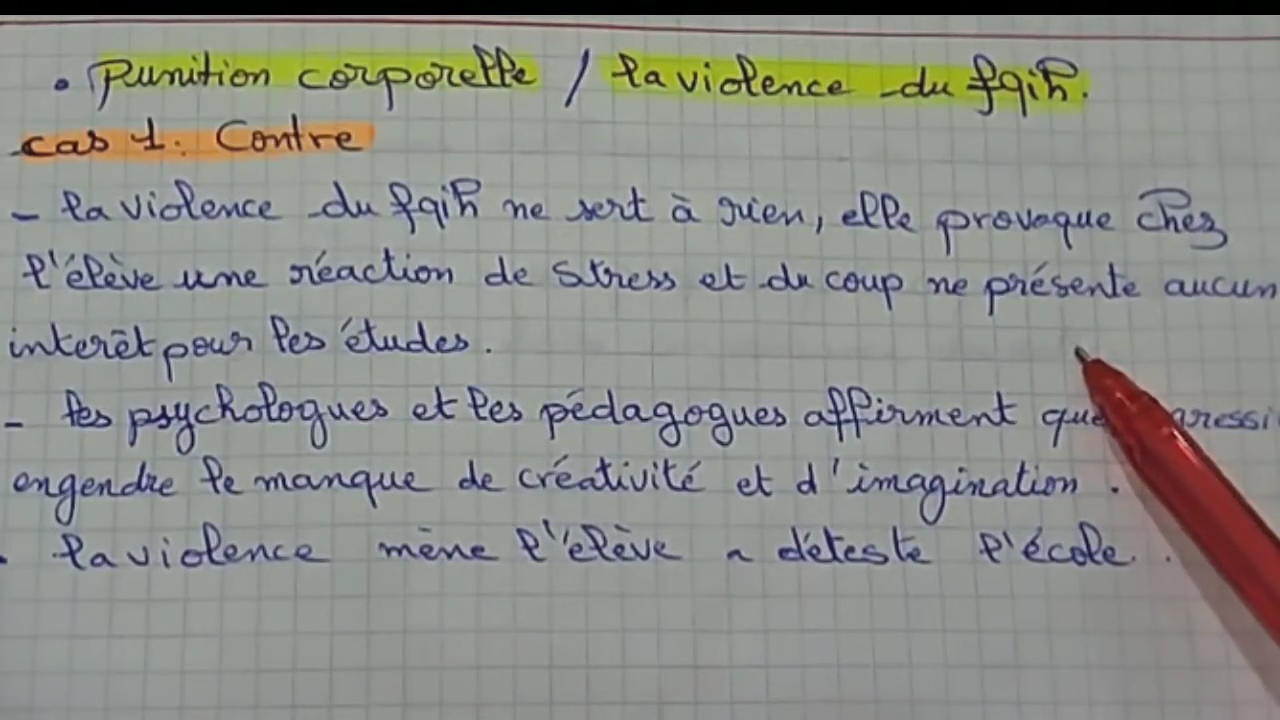 • Punition corporelle / la violence du fqih.
cas 1: Contre
- la violence du fqih ne sert à rien, elle provoque chez
l'élève une réaction de stress et du coup ne présente aucun
interêt pour les études.
- les psychologues et les pédagogues affirment que
engendre le manque de créativité et d'imagination.
. la violence mène l'élève a déteste l'école.